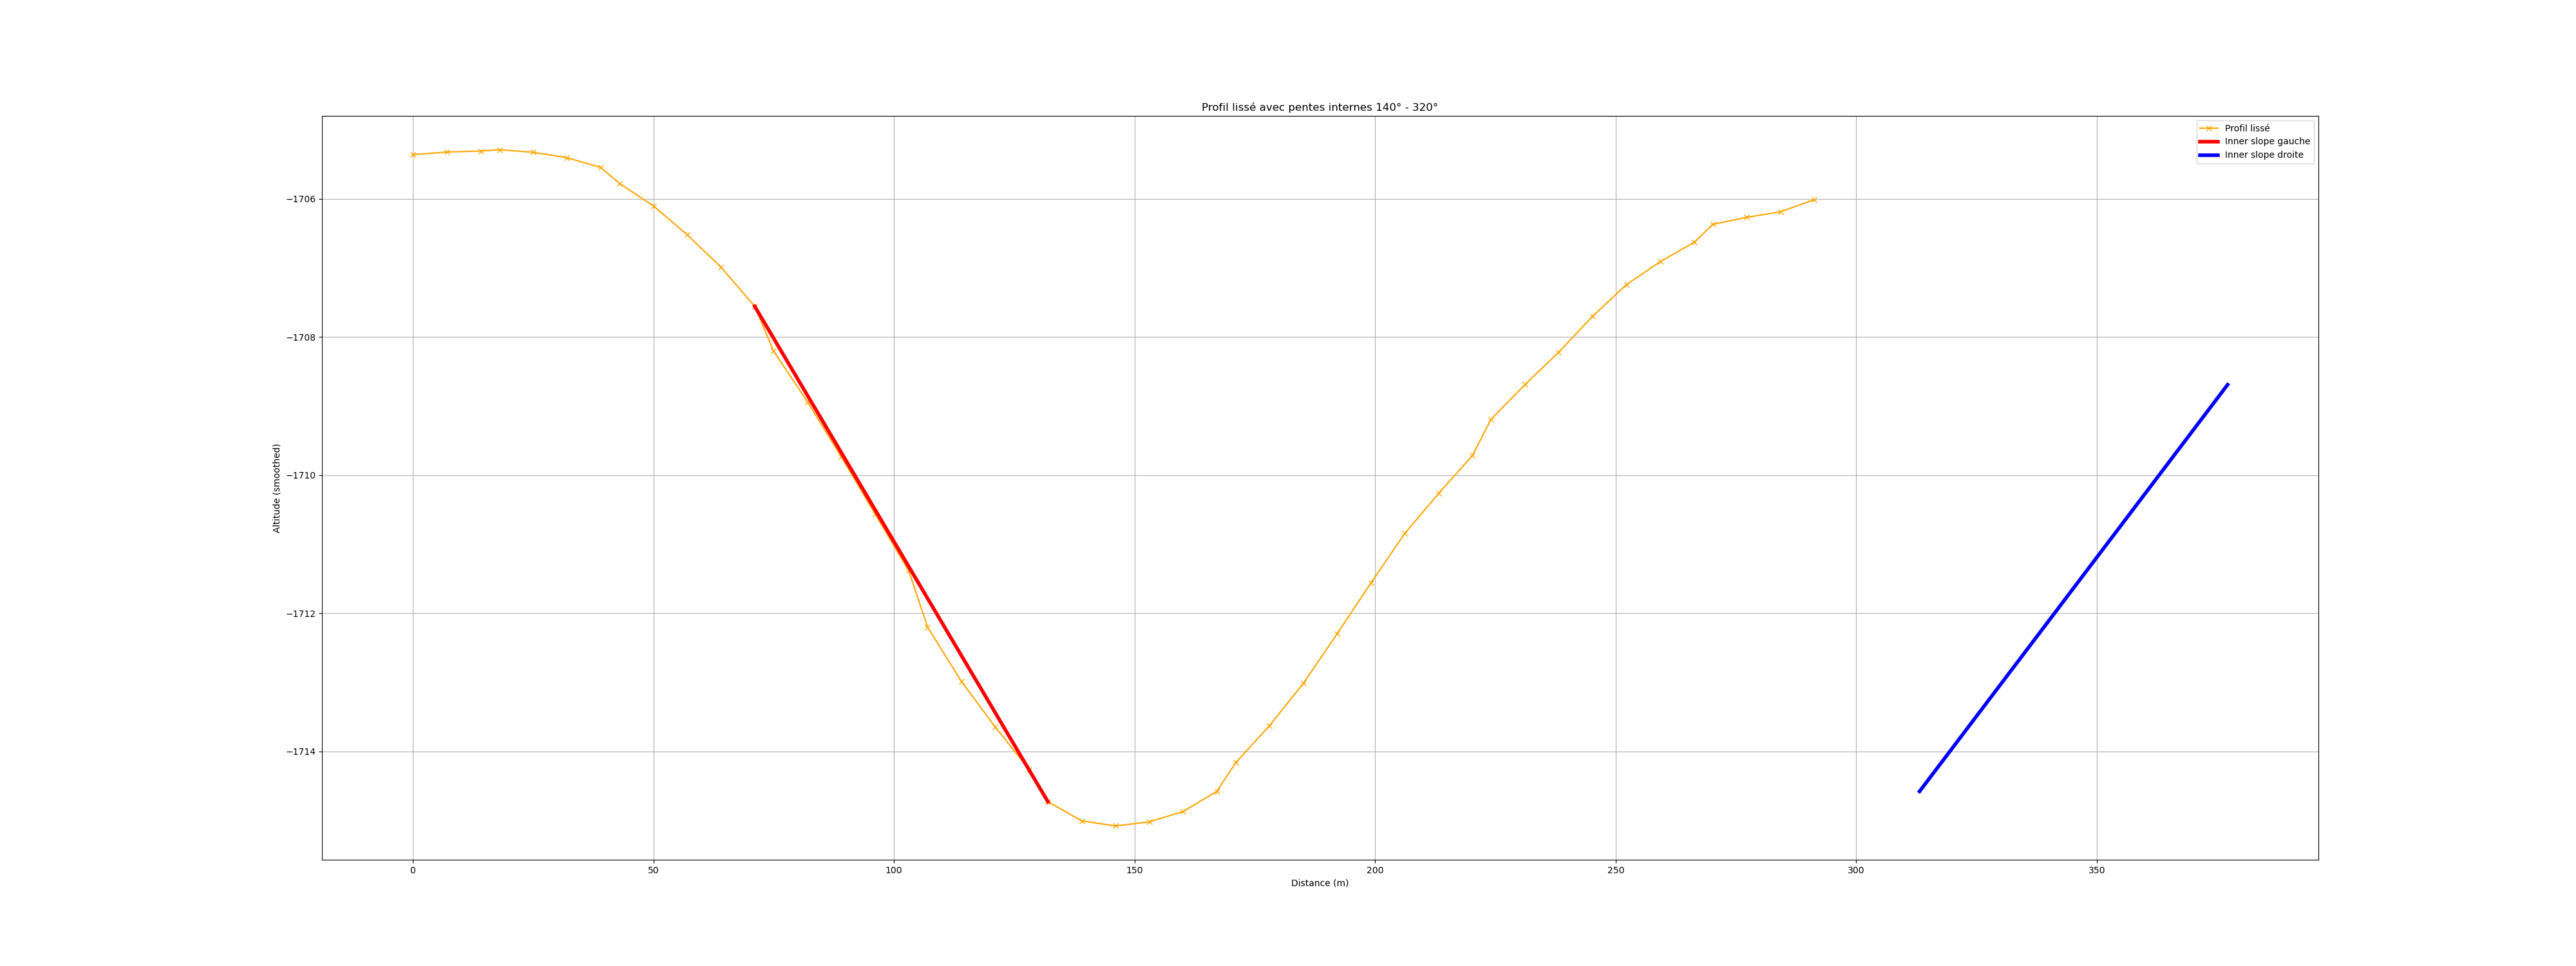 Profil lissé avec pentes internes 140° - 320°
Profil lissé
Inner slope gauche
Inner slope droite
Altitude (smoothed)
−1706
−1708
−1710
−1712
−1714
0
50
100
150
200
250
300
350
Distance (m)